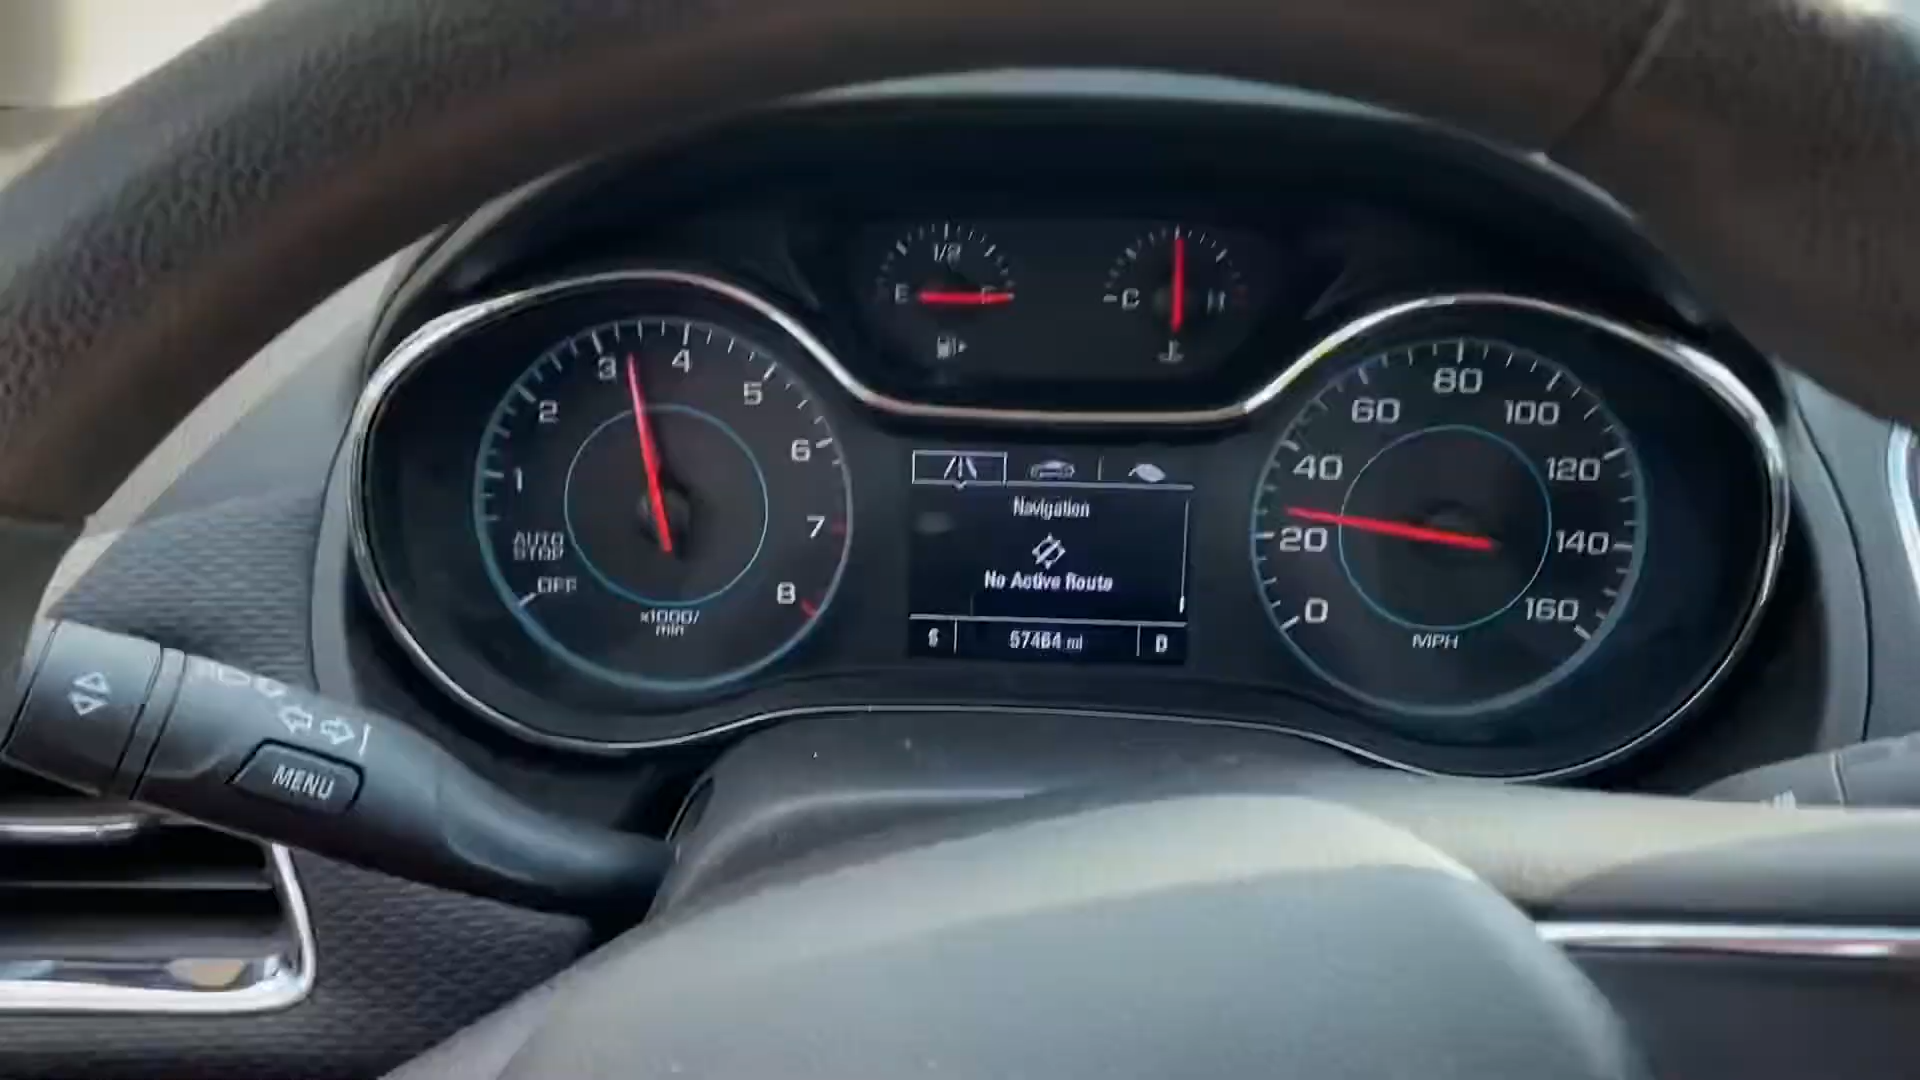 1/2
E F
C H
1 2 3 4 5 6 7 8
AUTO
STOP
OFF
x1000/
min
Navigation
No Active Route
S 57464 mi D
0 20 40 60 80 100 120 140 160
MPH
MENU